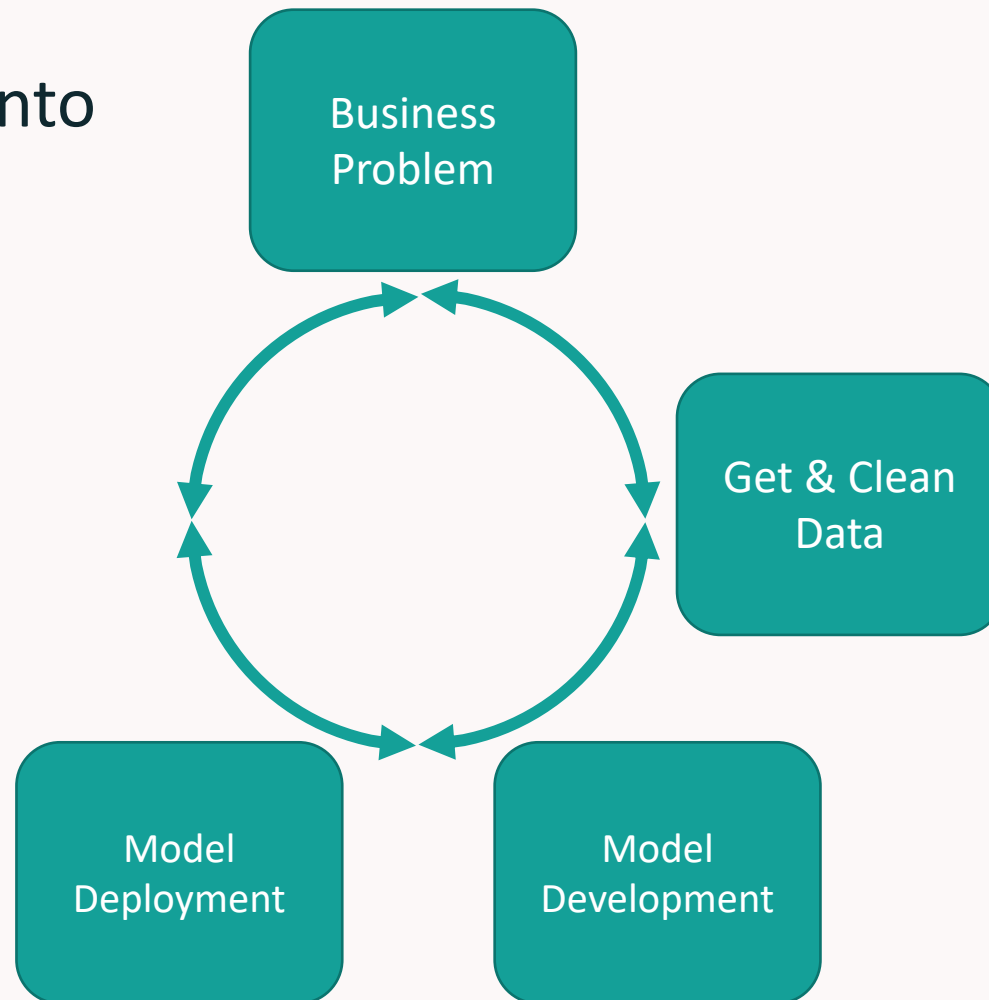 nto
Business
Problem
Get & Clean
Data
Model
Deployment
Model
Development